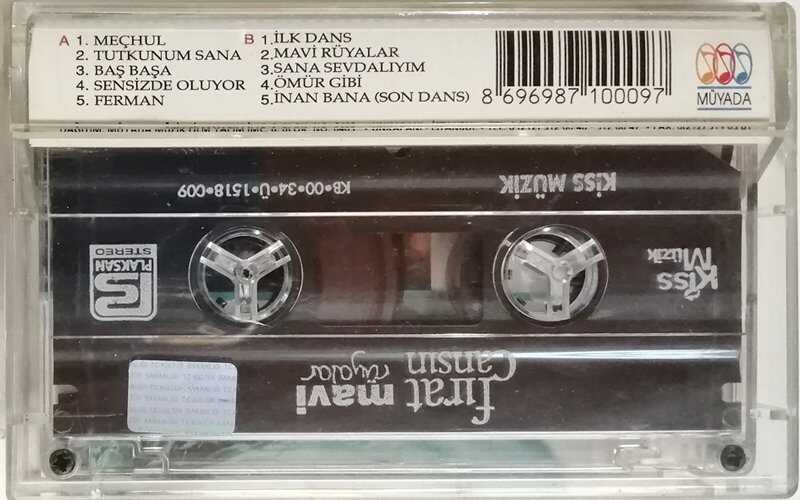 A 1. MEÇHUL
2. TUTKUNUM SANA
3. BAŞ BAŞA
4. SENSİZDE OLUYOR
5. FERMAN
B 1. İLK DANS
2. MAVİ RÜYALAR
3. SANA SEVDALIYIM
4. ÖMÜR GİBİ
5. İNAN BANA (SON DANS)
8 696987 100097
MÜYADA
KB•00•34•Ü•1518•009
KİSS MÜZİK
PLAKSAN
STEREO
Kiss
Müzik
fırat mavi
Cansın rüyalar